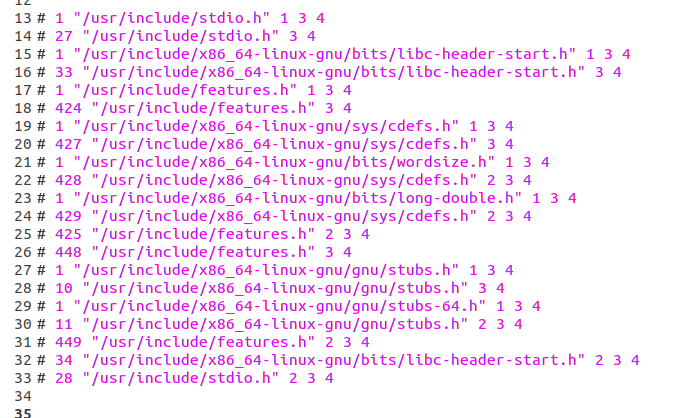 12
13 # 1 "/usr/include/stdio.h" 1 3 4
14 # 27 "/usr/include/stdio.h" 3 4
15 # 1 "/usr/include/x86_64-linux-gnu/bits/libc-header-start.h" 1 3 4
16 # 33 "/usr/include/x86_64-linux-gnu/bits/libc-header-start.h" 3 4
17 # 1 "/usr/include/features.h" 1 3 4
18 # 424 "/usr/include/features.h" 3 4
19 # 1 "/usr/include/x86_64-linux-gnu/sys/cdefs.h" 1 3 4
20 # 427 "/usr/include/x86_64-linux-gnu/sys/cdefs.h" 3 4
21 # 1 "/usr/include/x86_64-linux-gnu/bits/wordsize.h" 1 3 4
22 # 428 "/usr/include/x86_64-linux-gnu/sys/cdefs.h" 2 3 4
23 # 1 "/usr/include/x86_64-linux-gnu/bits/long-double.h" 1 3 4
24 # 429 "/usr/include/x86_64-linux-gnu/sys/cdefs.h" 2 3 4
25 # 425 "/usr/include/features.h" 2 3 4
26 # 448 "/usr/include/features.h" 3 4
27 # 1 "/usr/include/x86_64-linux-gnu/gnu/stubs.h" 1 3 4
28 # 10 "/usr/include/x86_64-linux-gnu/gnu/stubs.h" 3 4
29 # 1 "/usr/include/x86_64-linux-gnu/gnu/stubs-64.h" 1 3 4
30 # 11 "/usr/include/x86_64-linux-gnu/gnu/stubs.h" 2 3 4
31 # 449 "/usr/include/features.h" 2 3 4
32 # 34 "/usr/include/x86_64-linux-gnu/bits/libc-header-start.h" 2 3 4
33 # 28 "/usr/include/stdio.h" 2 3 4
34
35